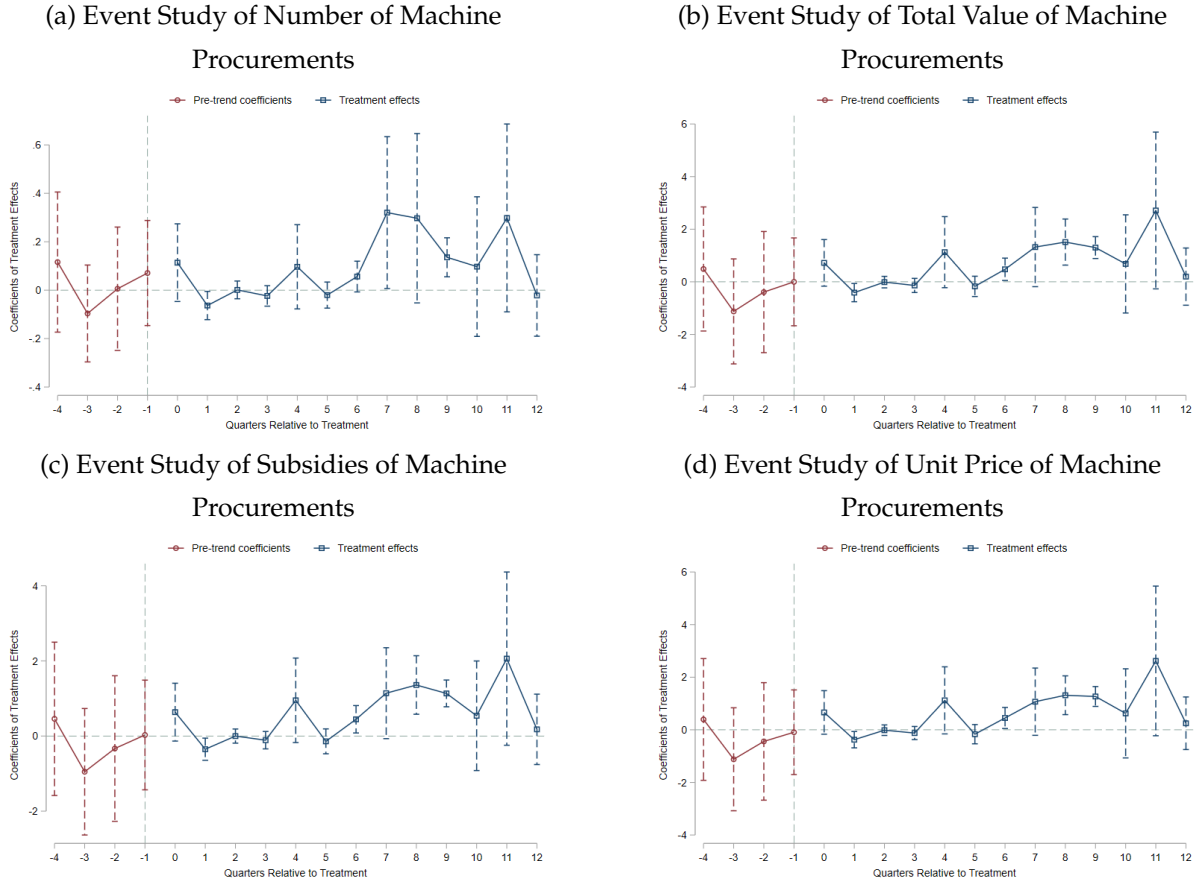 (a) Event Study of Number of Machine
Procurements
Pre-trend coefficients Treatment effects
Coefficients of Treatment Effects
.6
.4
.2
0
-.2
-.4
-4 -3 -2 -1 0 1 2 3 4 5 6 7 8 9 10 11 12
Quarters Relative to Treatment
(b) Event Study of Total Value of Machine
Procurements
Pre-trend coefficients Treatment effects
Coefficients of Treatment Effects
6
4
2
0
-2
-4
-4 -3 -2 -1 0 1 2 3 4 5 6 7 8 9 10 11 12
Quarters Relative to Treatment
(c) Event Study of Subsidies of Machine
Procurements
Pre-trend coefficients Treatment effects
Coefficients of Treatment Effects
4
2
0
-2
-4 -3 -2 -1 0 1 2 3 4 5 6 7 8 9 10 11 12
Quarters Relative to Treatment
(d) Event Study of Unit Price of Machine
Procurements
Pre-trend coefficients Treatment effects
Coefficients of Treatment Effects
6
4
2
0
-2
-4
-4 -3 -2 -1 0 1 2 3 4 5 6 7 8 9 10 11 12
Quarters Relative to Treatment